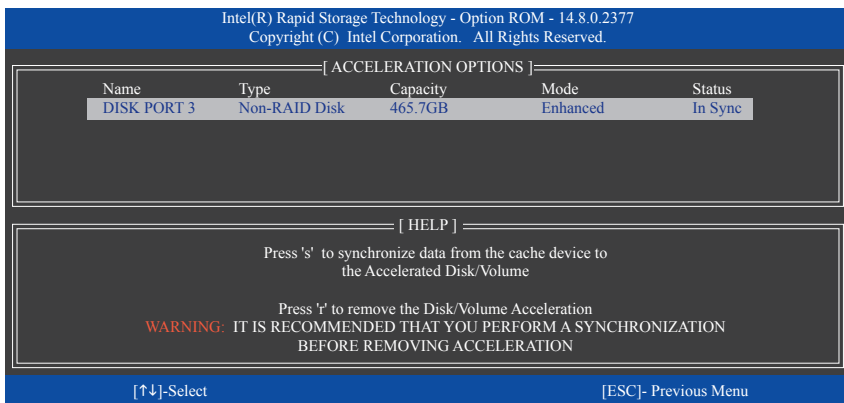 Intel(R) Rapid Storage Technology - Option ROM - 14.8.0.2377
Copyright (C) Intel Corporation. All Rights Reserved.
[ ACCELERATION OPTIONS ]
Name Type Capacity Mode Status
DISK PORT 3 Non-RAID Disk 465.7GB Enhanced In Sync
[ HELP ]
Press 's' to synchronize data from the cache device to
the Accelerated Disk/Volume
Press 'r' to remove the Disk/Volume Acceleration
WARNING: IT IS RECOMMENDED THAT YOU PERFORM A SYNCHRONIZATION
BEFORE REMOVING ACCELERATION
[↑↓]-Select [ESC]- Previous Menu